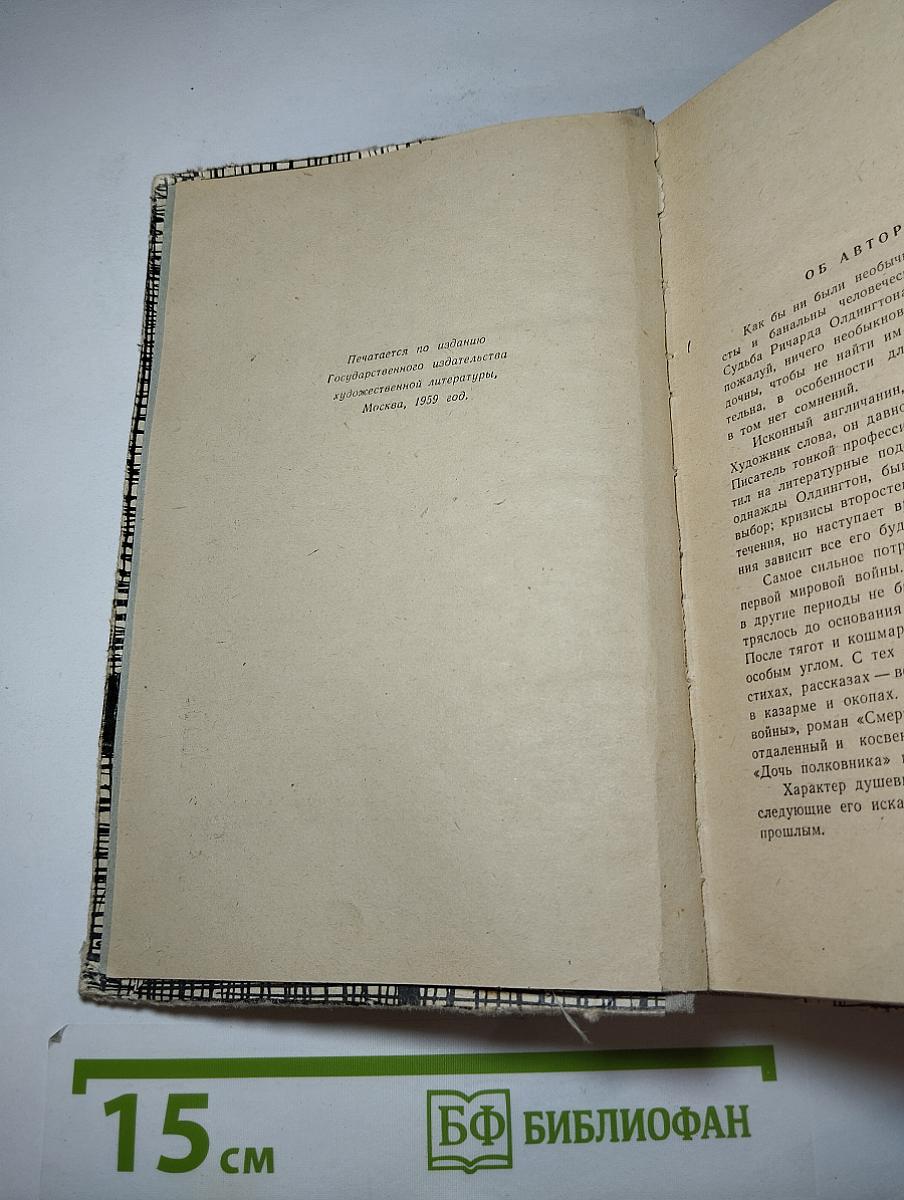 Печатается по изданию
Государственного издательства
художественной литературы,
Москва, 1959 год.
ОБ АВТОР
Как бы ни были необычн
сты и банальны человечес
Судьба Ричарда Олдингтона
пожалуй, ничего необыкнов
дочны, чтобы не найти им
тельна, в особенности дл
в том нет сомнений.
Исконный англичанин,
Художник слова, он давно
Писатель тонкой професси
тил на литературные под
однажды Олдингтон, был
выбор; кризисы второстеп
течения, но наступает в
ния зависит все его буд
Самое сильное потр
первой мировой войны.
в другие периоды не б
тряслось до основания
После тягот и кошмар
особым углом. С тех
стихах, рассказах — в
в казарме и окопах.
войны», роман «Смер
отдаленный и косвен
«Дочь полковника»
Характер душев
следующие его иска
прошлым.
15 см
БФ БИБЛИОФАН